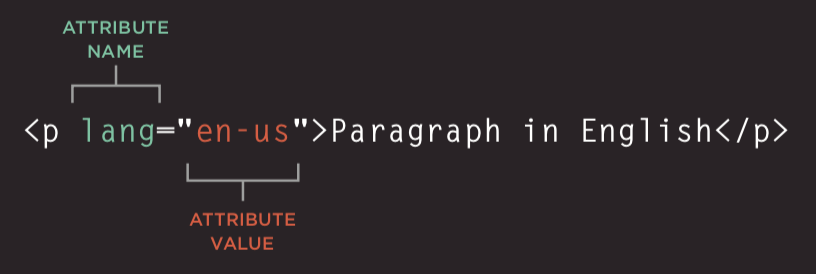 ATTRIBUTE
NAME
<p lang="en-us">Paragraph in English</p>
ATTRIBUTE
VALUE